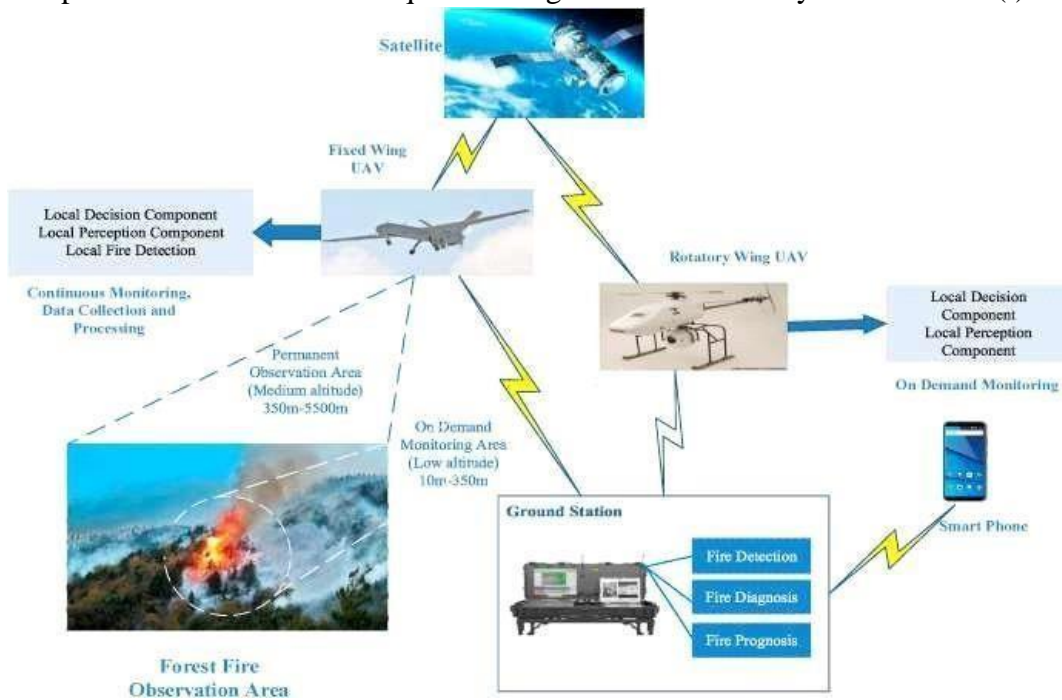 Satellite
Fixed Wing
UAV
Local Decision Component
Local Perception Component
Local Fire Detection
Continuous Monitoring,
Data Collection and
Processing
Rotatory Wing UAV
Local Decision
Component
Local Perception
Component
On Demand Monitoring
Permanent
Observation Area
(Medium altitude)
350m-5500m
On Demand
Monitoring Area
(Low altitude)
10m-350m
Ground Station
Fire Detection
Fire Diagnosis
Fire Prognosis
Smart Phone
Forest Fire
Observation Area